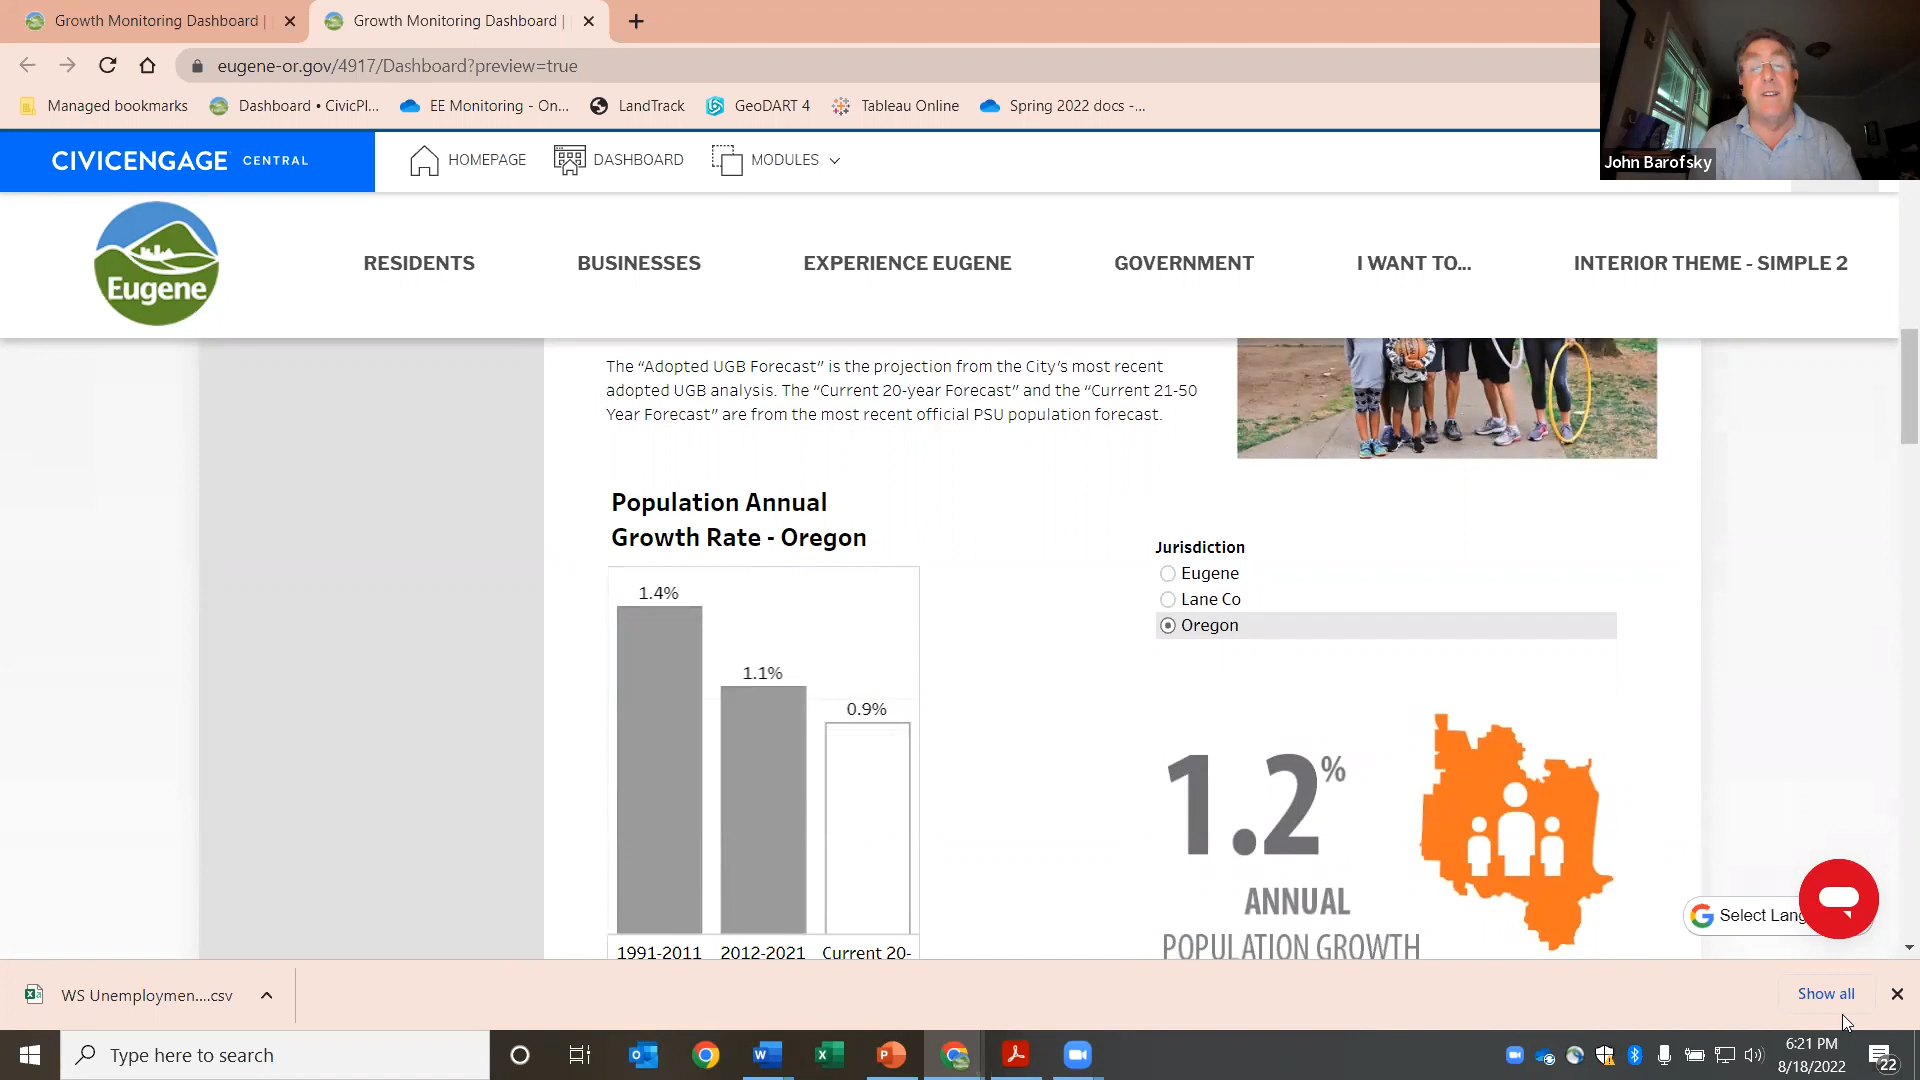 Growth Monitoring Dashboard |
Growth Monitoring Dashboard |
eugene-or.gov/4917/Dashboard?preview=true
Managed bookmarks
Dashboard • CivicPl...
EE Monitoring - On...
LandTrack
GeoDART 4
Tableau Online
Spring 2022 docs -...
John Barofsky
CIVICENGAGE CENTRAL
HOMEPAGE
DASHBOARD
MODULES
Eugene
RESIDENTS
BUSINESSES
EXPERIENCE EUGENE
GOVERNMENT
I WANT TO...
INTERIOR THEME - SIMPLE 2
The “Adopted UGB Forecast” is the projection from the City’s most recent
adopted UGB analysis. The “Current 20-year Forecast” and the “Current 21-50
Year Forecast” are from the most recent official PSU population forecast.
Population Annual
Growth Rate - Oregon
1.4%
1.1%
0.9%
1991-2011
2012-2021
Current 20-
Jurisdiction
Eugene
Lane Co
Oregon
1.2%
ANNUAL
POPULATION GROWTH
Select Lang
WS Unemploymen....csv
Show all
Type here to search
6:21 PM
8/18/2022
22